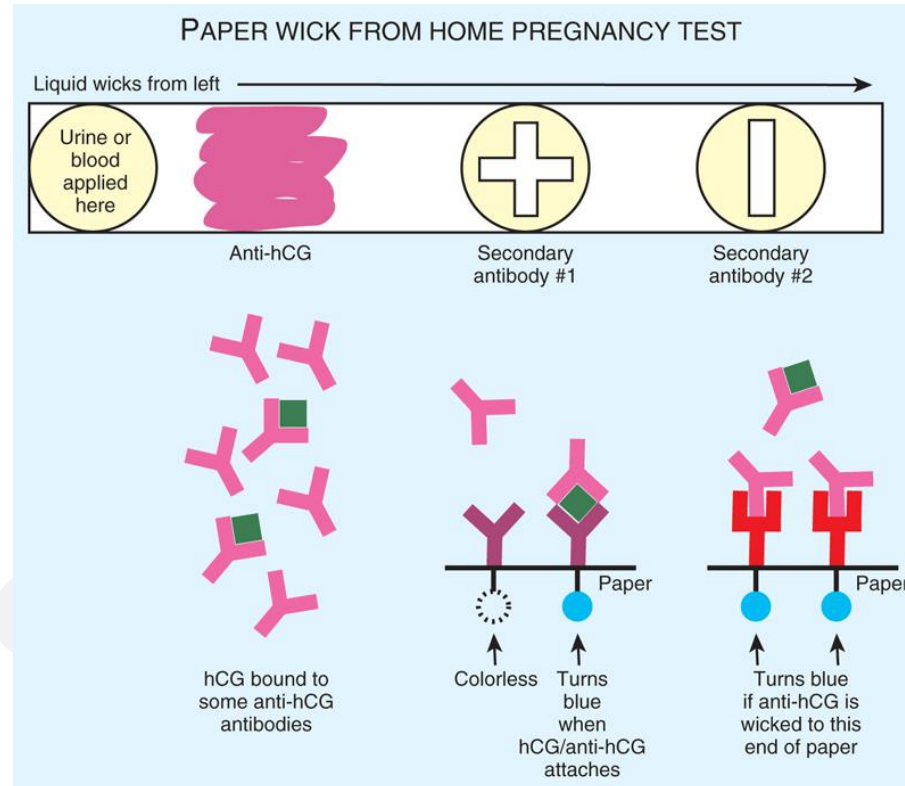 PAPER WICK FROM HOME PREGNANCY TEST
Liquid wicks from left
Urine or
blood
applied
here
Anti-hCG
Secondary
antibody #1
Secondary
antibody #2
hCG bound to
some anti-hCG
antibodies
Paper
Colorless
Turns
blue
when
hCG/anti-hCG
attaches
Paper
Turns blue
if anti-hCG is
wicked to this
end of paper